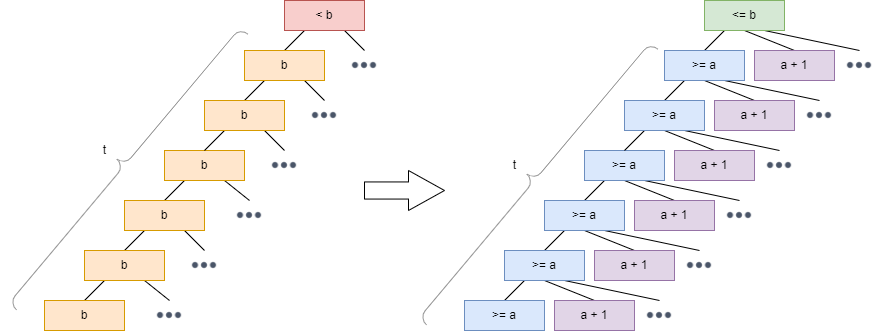 < b
b
b
b
b
b
b
t
<= b
>= a
a + 1
>= a
a + 1
>= a
a + 1
>= a
a + 1
>= a
a + 1
>= a
a + 1
t